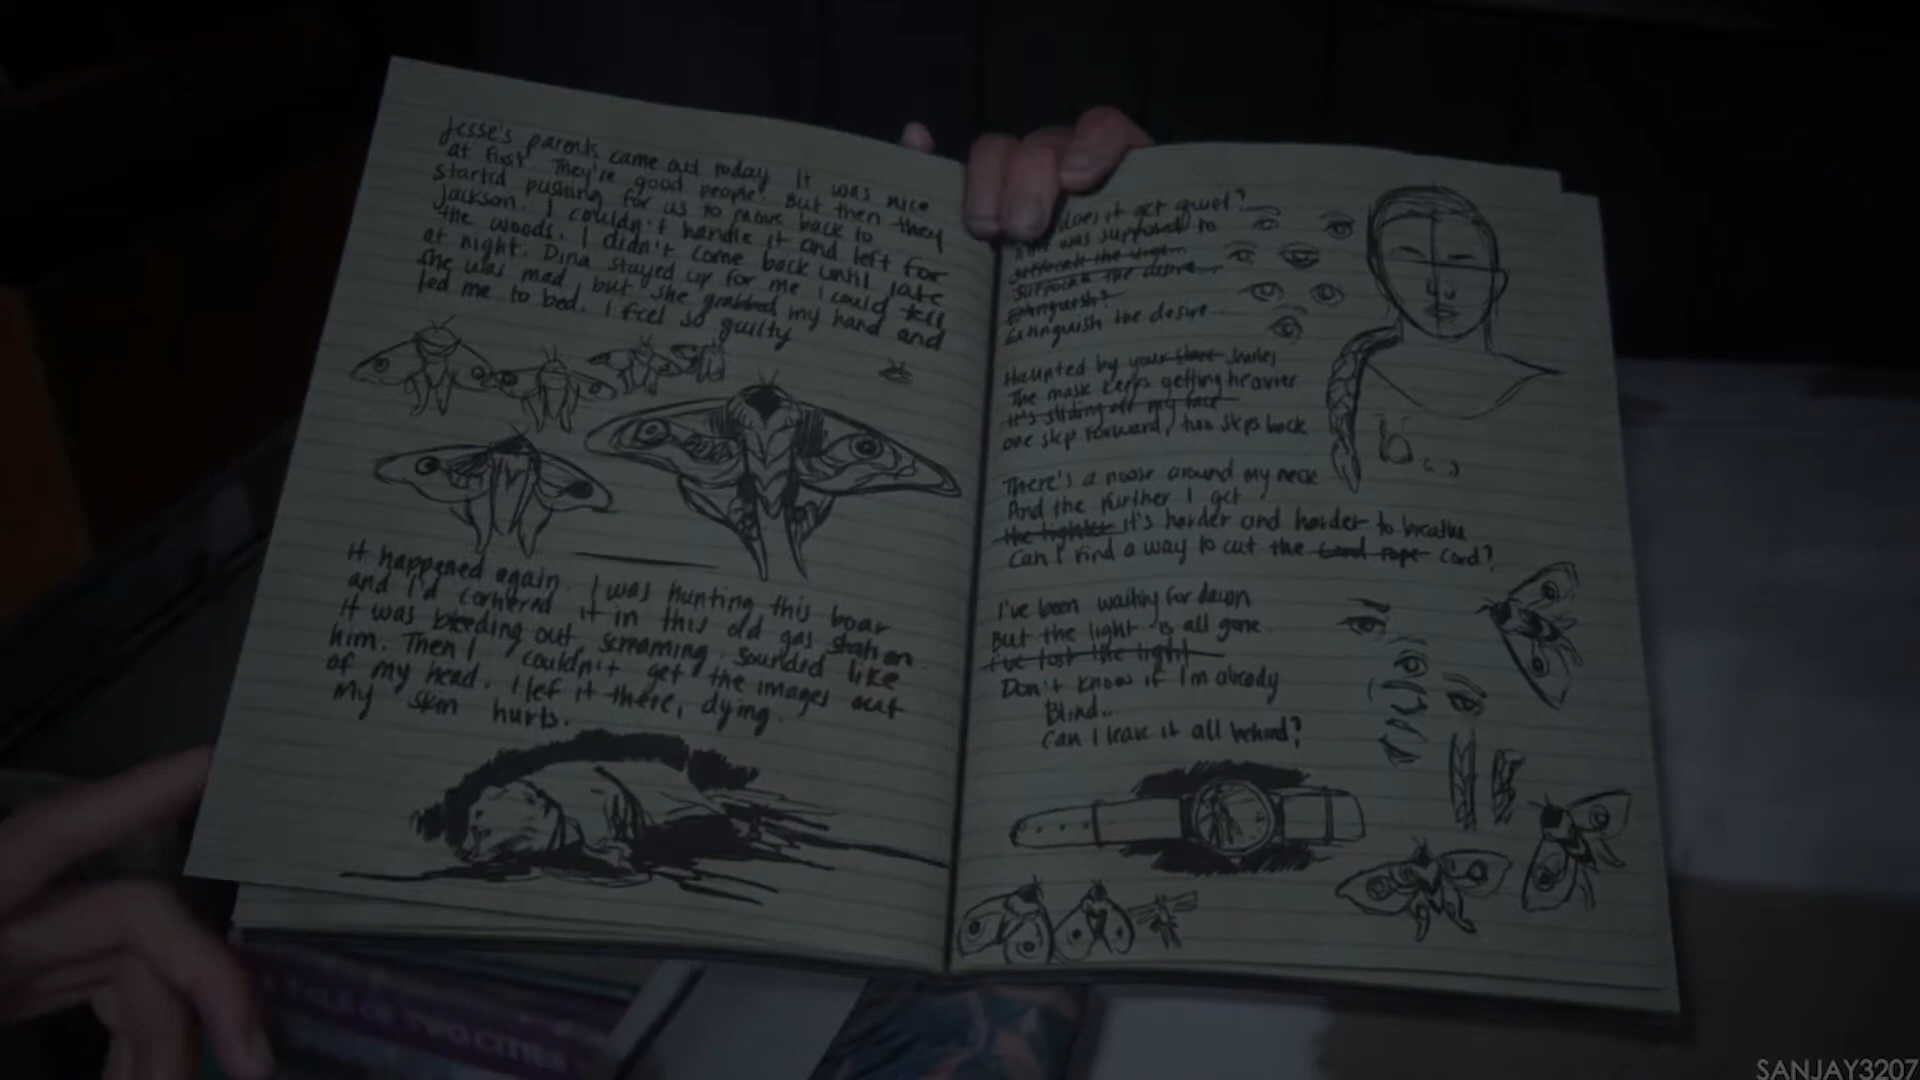 Jesse's parents came out today. It was nice
at first. They're good people. But then they
started pushing for us to move back to
Jackson. I couldn't handle it and left for
the woods. I didn't come back until late
at night. Dina stayed up for me. I could tell
she was mad, but she grabbed my hand and
led me to bed. I feel so guilty
It happened again. I was hunting this boar
and I'd cornered it in this old gas station.
It was bleeding out, screaming. Sounded like
him. Then I couldn't get the images out
of my head. I left it there, dying.
My skin hurts.
does it get quiet?
was supposed to
suffocate the desire...
Extinguish?
Extinguish the desire...
Haunted by your stare smiles
The mask keeps getting heavier
It's sliding off my face
one step forward, two steps back
There's a noose around my neck
And the further I get
the tighter it's harder and harder to breathe
Can I find a way to cut the rope cord?
I've been waiting for dawn
But the light is all gone
I've lost the light
Don't know if I'm already
Blind...
Can I leave it all behind?
A TALE OF TWO CITIES
SANJAY3207